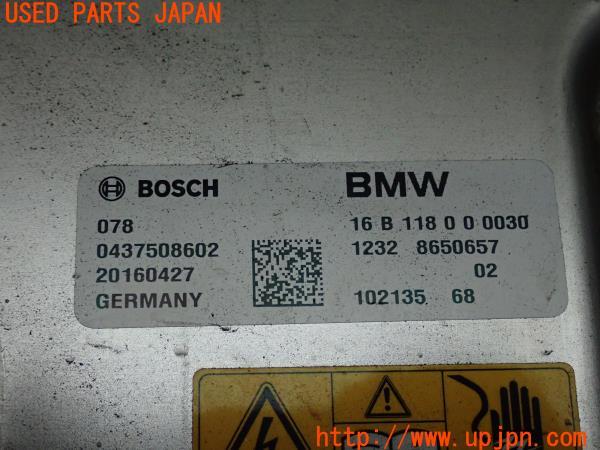 USED PARTS JAPAN
BOSCH BMW
078 16 B 118 0 0 0030
0437508602 1232 8650657
20160427 02
GERMANY 102135 68
http://www.upjpn.com/